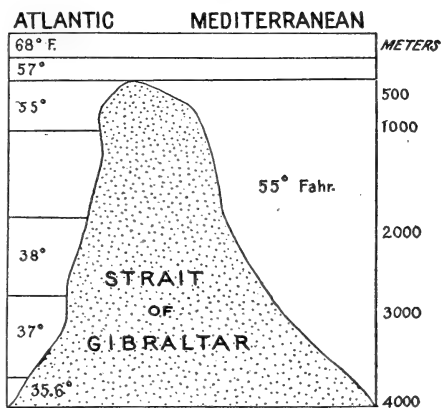 ATLANTIC MEDITERRANEAN
68° F. METERS
57°
55° 500
1000
55° Fahr.
2000
38°
STRAIT
OF 3000
37° GIBRALTAR
35.6° 4000